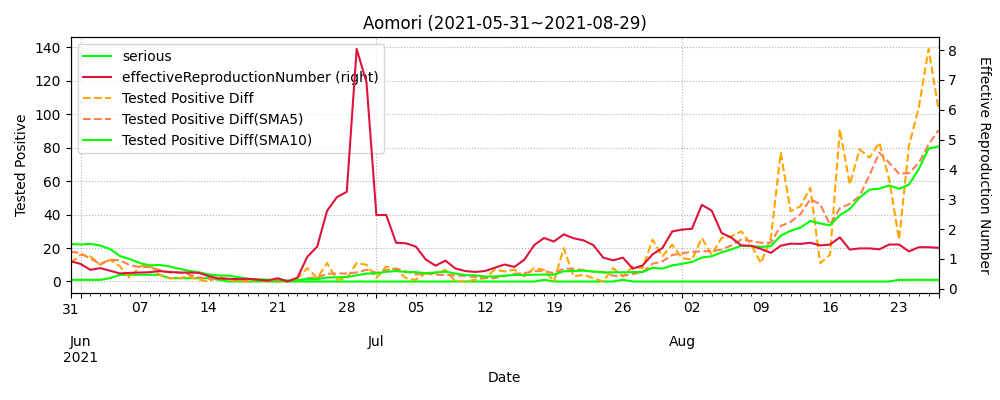 Aomori (2021-05-31~2021-08-29)
serious
effectiveReproductionNumber (right)
Tested Positive Diff
Tested Positive Diff(SMA5)
Tested Positive Diff(SMA10)
Tested Positive
140
120
100
80
60
40
20
0
Effective Reproduction Number
8
7
6
5
4
3
2
1
0
31 07 14 21 28 05 12 19 26 02 09 16 23
Jun Jul Aug
2021
Date